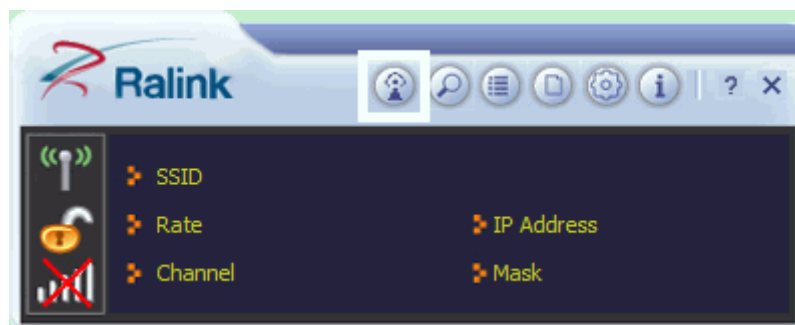 Ralink
? ×
SSID
Rate IP Address
Channel Mask